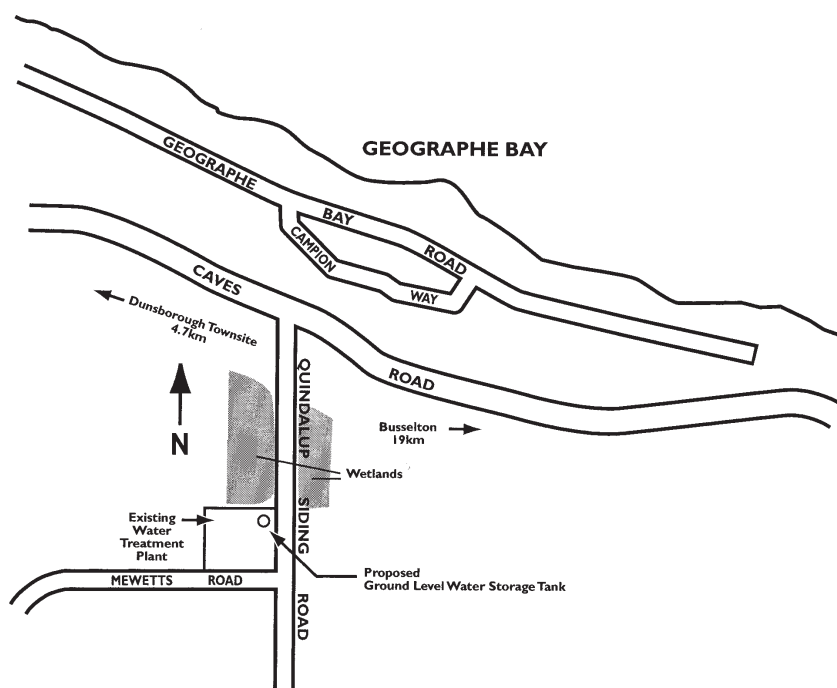 GEOGRAPHE BAY
GEOGRAPHE
BAY
ROAD
CAMPION
WAY
CAVES
ROAD
Dunsborough Townsite
4.7km
QUINDALUP
SIDING
ROAD
N
Busselton
19km
Wetlands
Existing
Water
Treatment
Plant
MEWETTS ROAD
Proposed
Ground Level Water Storage Tank